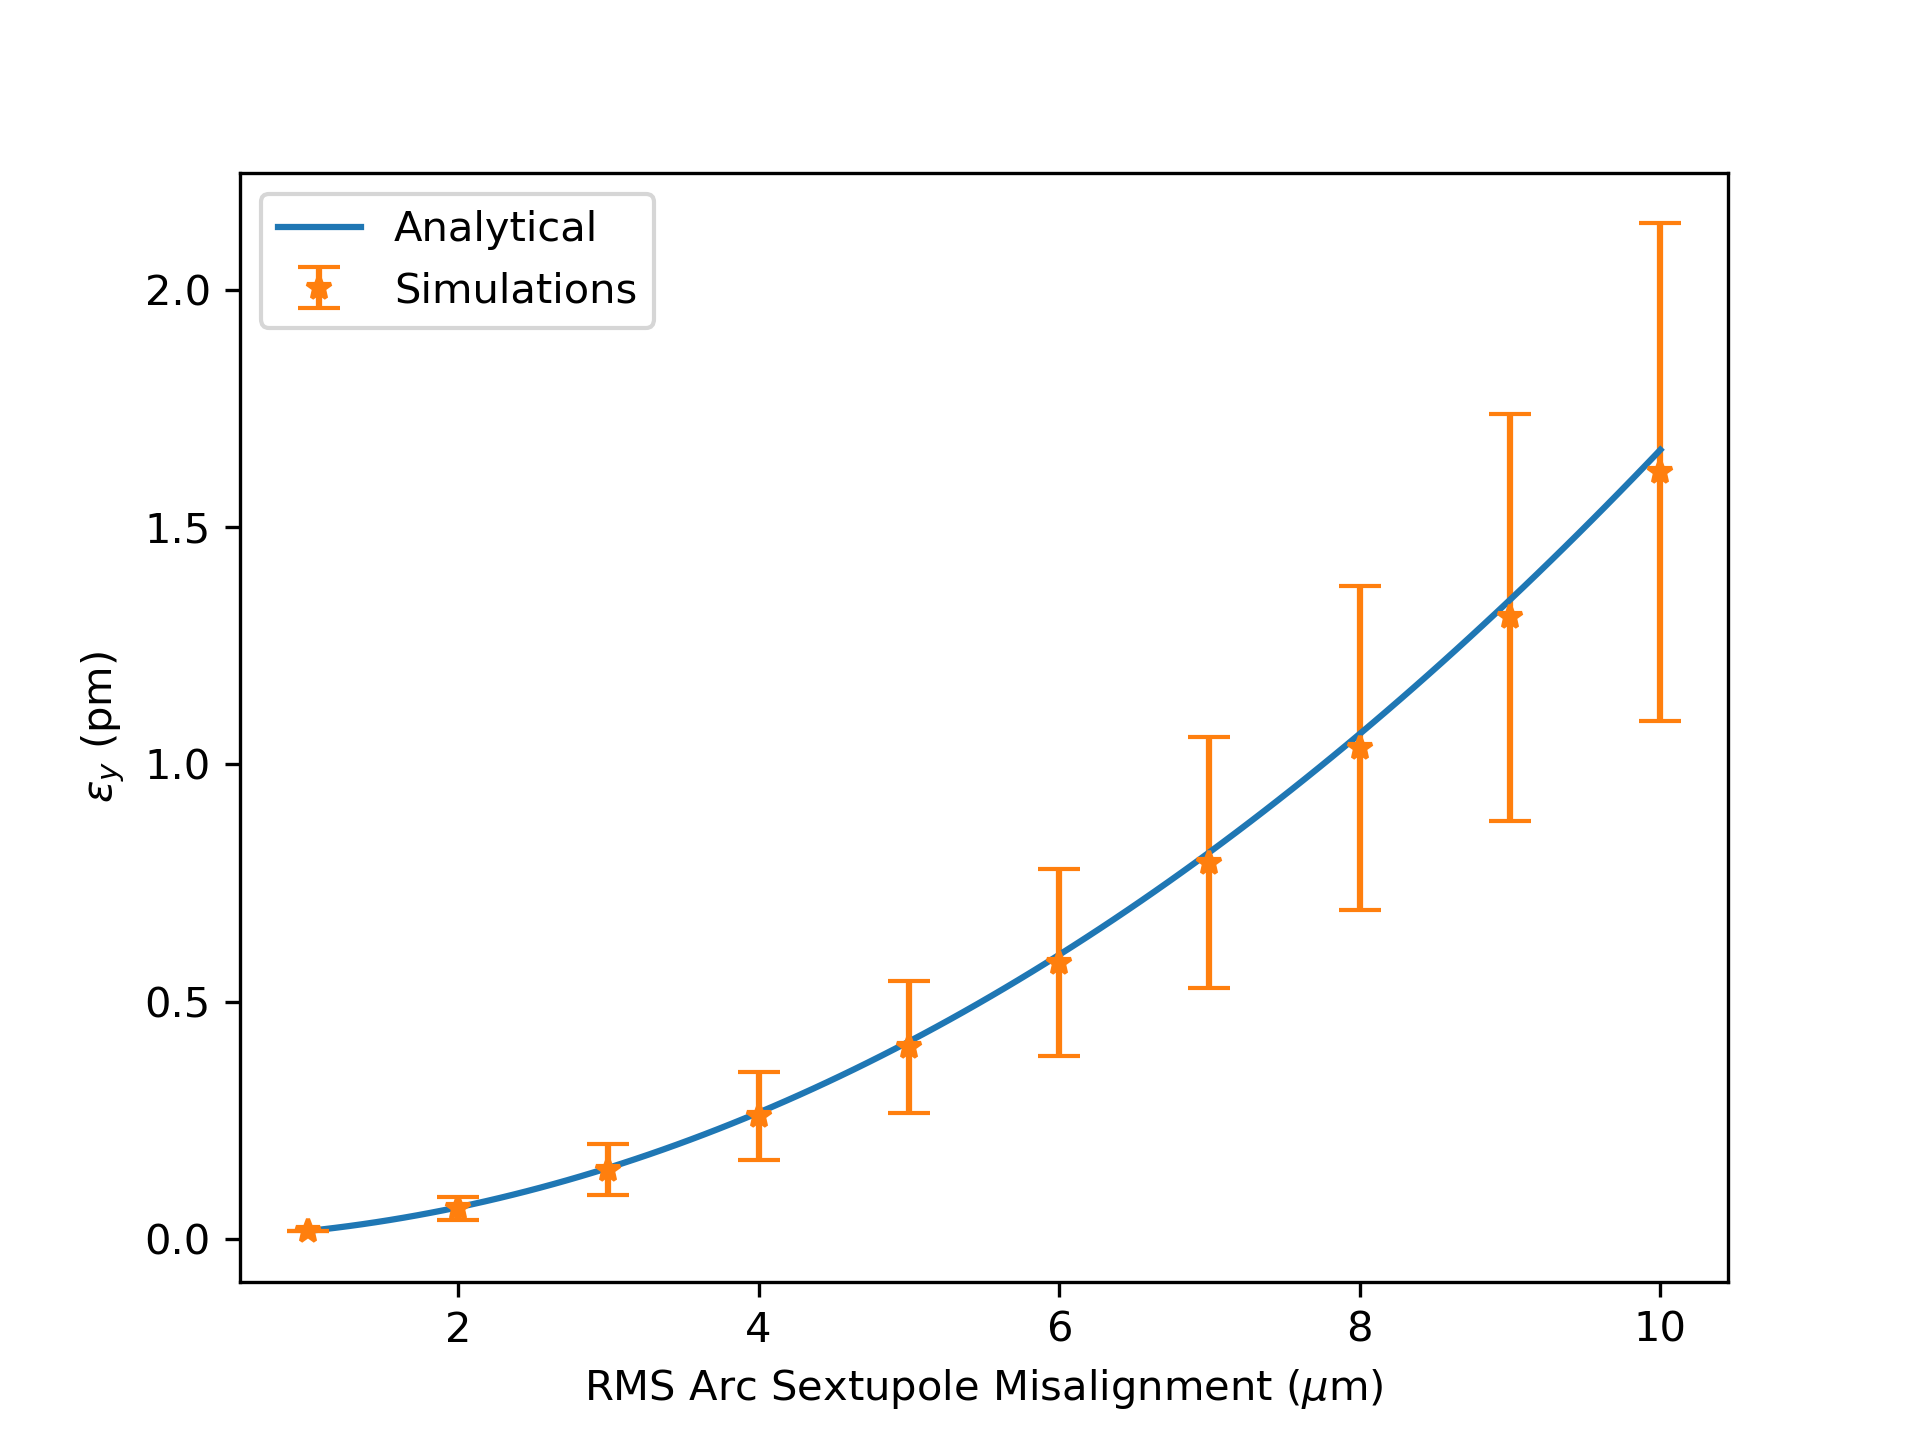 Analytical
Simulations
2.0
1.5
1.0
0.5
0.0
εy (pm)
2 4 6 8 10
RMS Arc Sextupole Misalignment (μm)